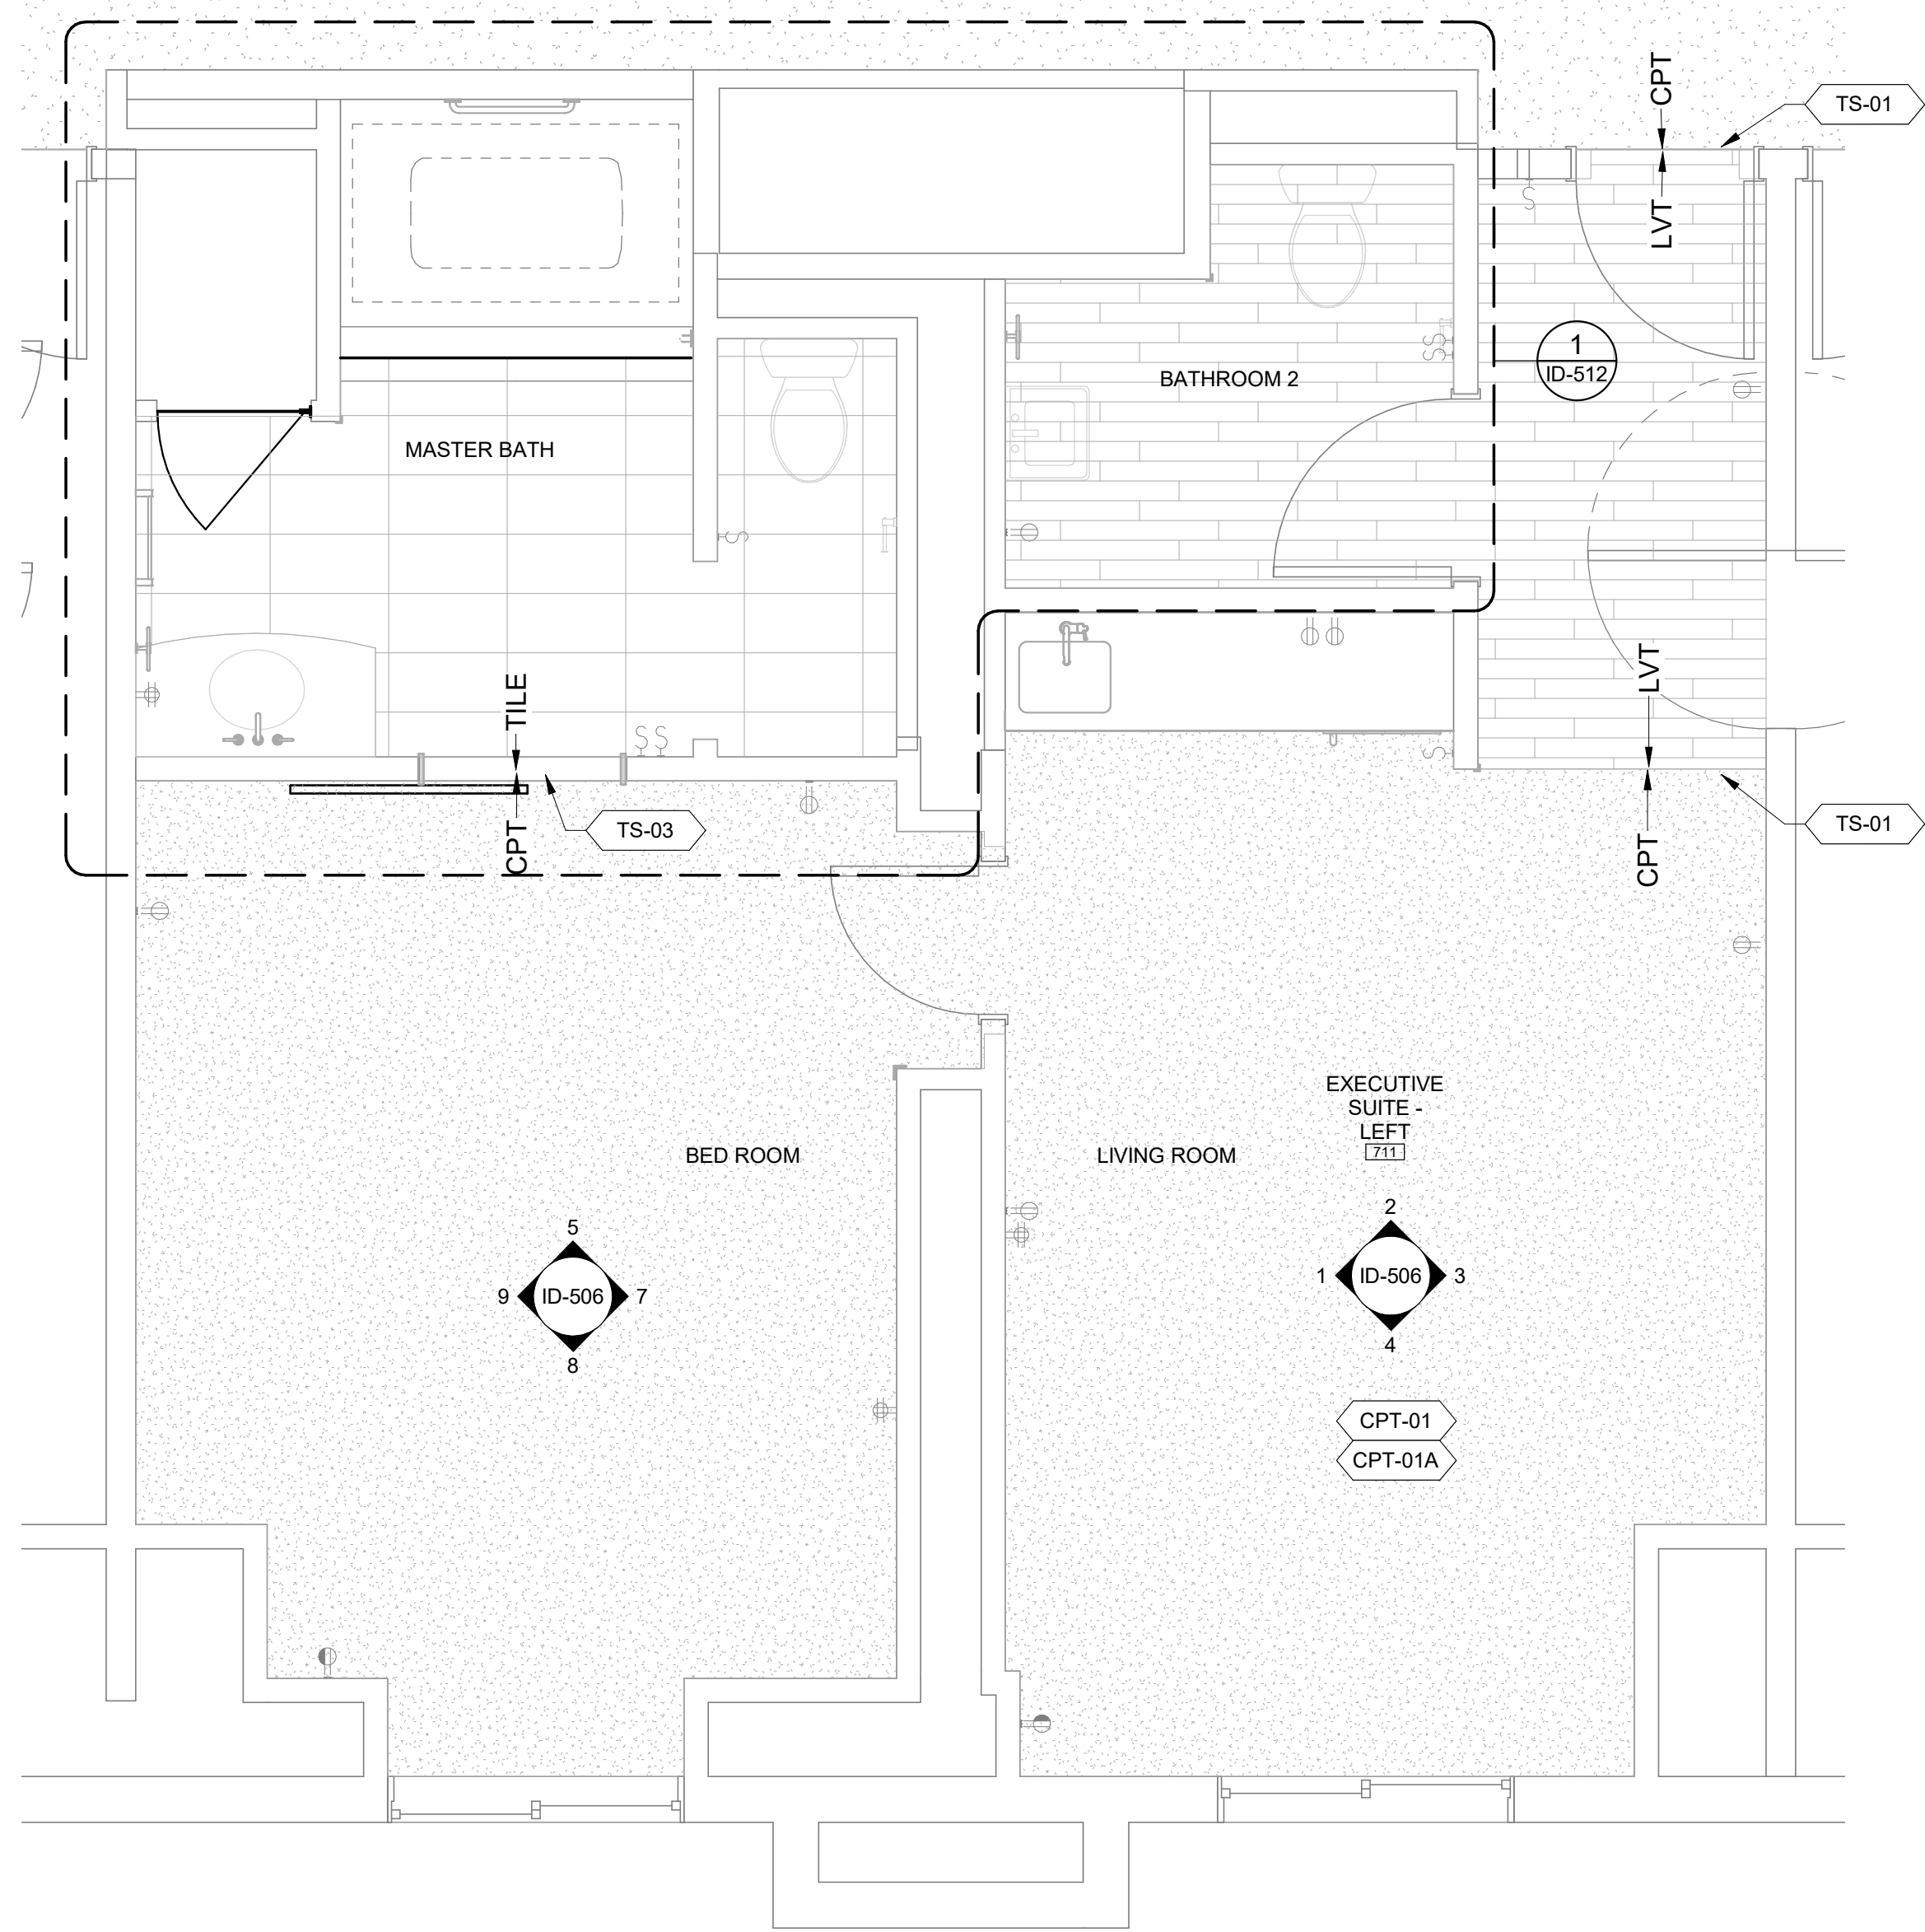 CPT
TS-01
LVT
1
ID-512
BATHROOM 2
MASTER BATH
TILE
CPT
TS-03
LVT
CPT
TS-01
EXECUTIVE
SUITE -
LEFT
711
BED ROOM
LIVING ROOM
5
9 ID-506 7
8
2
1 ID-506 3
4
CPT-01
CPT-01A